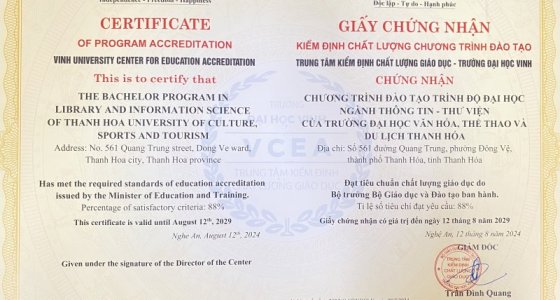 Independence - Freedom - Happiness
CERTIFICATE
OF PROGRAM ACCREDITATION
VINH UNIVERSITY CENTER FOR EDUCATION ACCREDITATION
This is to certify that
THE BACHELOR PROGRAM IN
LIBRARY AND INFORMATION SCIENCE
OF THANH HOA UNIVERSITY OF CULTURE,
SPORTS AND TOURISM
Address: No. 561 Quang Trung street, Dong Ve ward,
Thanh Hoa city, Thanh Hoa province
Has met the required standards of education accreditation
issued by the Minister of Education and Training.
Percentage of satisfactory criteria: 88%
This certificate is valid until August 12th, 2029
Nghe An, August 12th, 2024
Given under the signature of the Director of the Center
Độc lập - Tự do - Hạnh phúc
GIẤY CHỨNG NHẬN
KIỂM ĐỊNH CHẤT LƯỢNG CHƯƠNG TRÌNH ĐÀO TẠO
TRUNG TÂM KIỂM ĐỊNH CHẤT LƯỢNG GIÁO DỤC - TRƯỜNG ĐẠI HỌC VINH
CHỨNG NHẬN
CHƯƠNG TRÌNH ĐÀO TẠO TRÌNH ĐỘ ĐẠI HỌC
NGÀNH THÔNG TIN - THƯ VIỆN
CỦA TRƯỜNG ĐẠI HỌC VĂN HÓA, THỂ THAO VÀ
DU LỊCH THANH HÓA
Địa chỉ: Số 561 đường Quang Trung, phường Đông Vệ,
thành phố Thanh Hóa, tỉnh Thanh Hóa
Đạt tiêu chuẩn chất lượng giáo dục do
Bộ trưởng Bộ Giáo dục và Đào tạo ban hành.
Tỉ lệ số tiêu chí đạt yêu cầu: 88%
Giấy chứng nhận có giá trị đến ngày 12 tháng 8 năm 2029
Nghệ An, ngày 12 tháng 8 năm 2024
GIÁM ĐỐC
TRUNG TÂM
KIỂM ĐỊNH
CHẤT LƯỢNG
GIÁO DỤC
Trần Đình Quang
VCEA